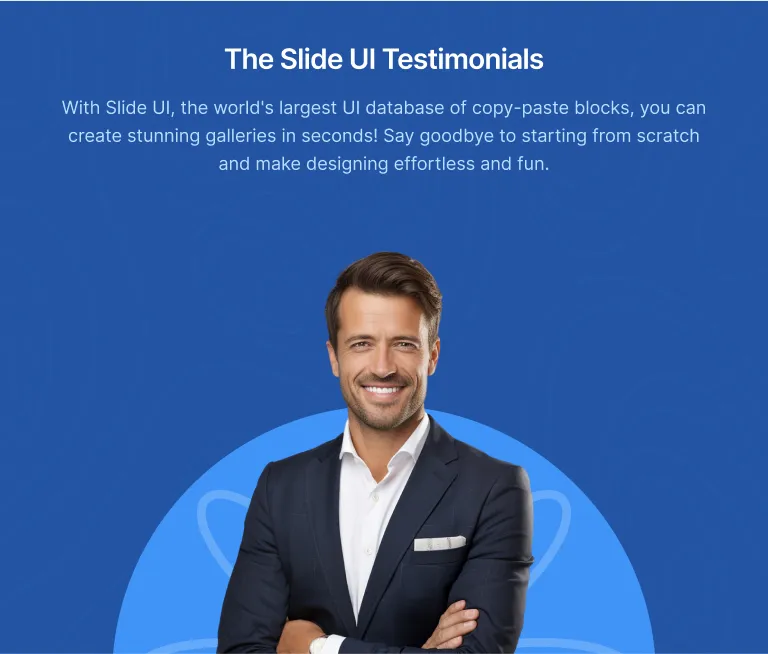 The Slide UI Testimonials
With Slide UI, the world's largest UI database of copy-paste blocks, you can
create stunning galleries in seconds! Say goodbye to starting from scratch
and make designing effortless and fun.